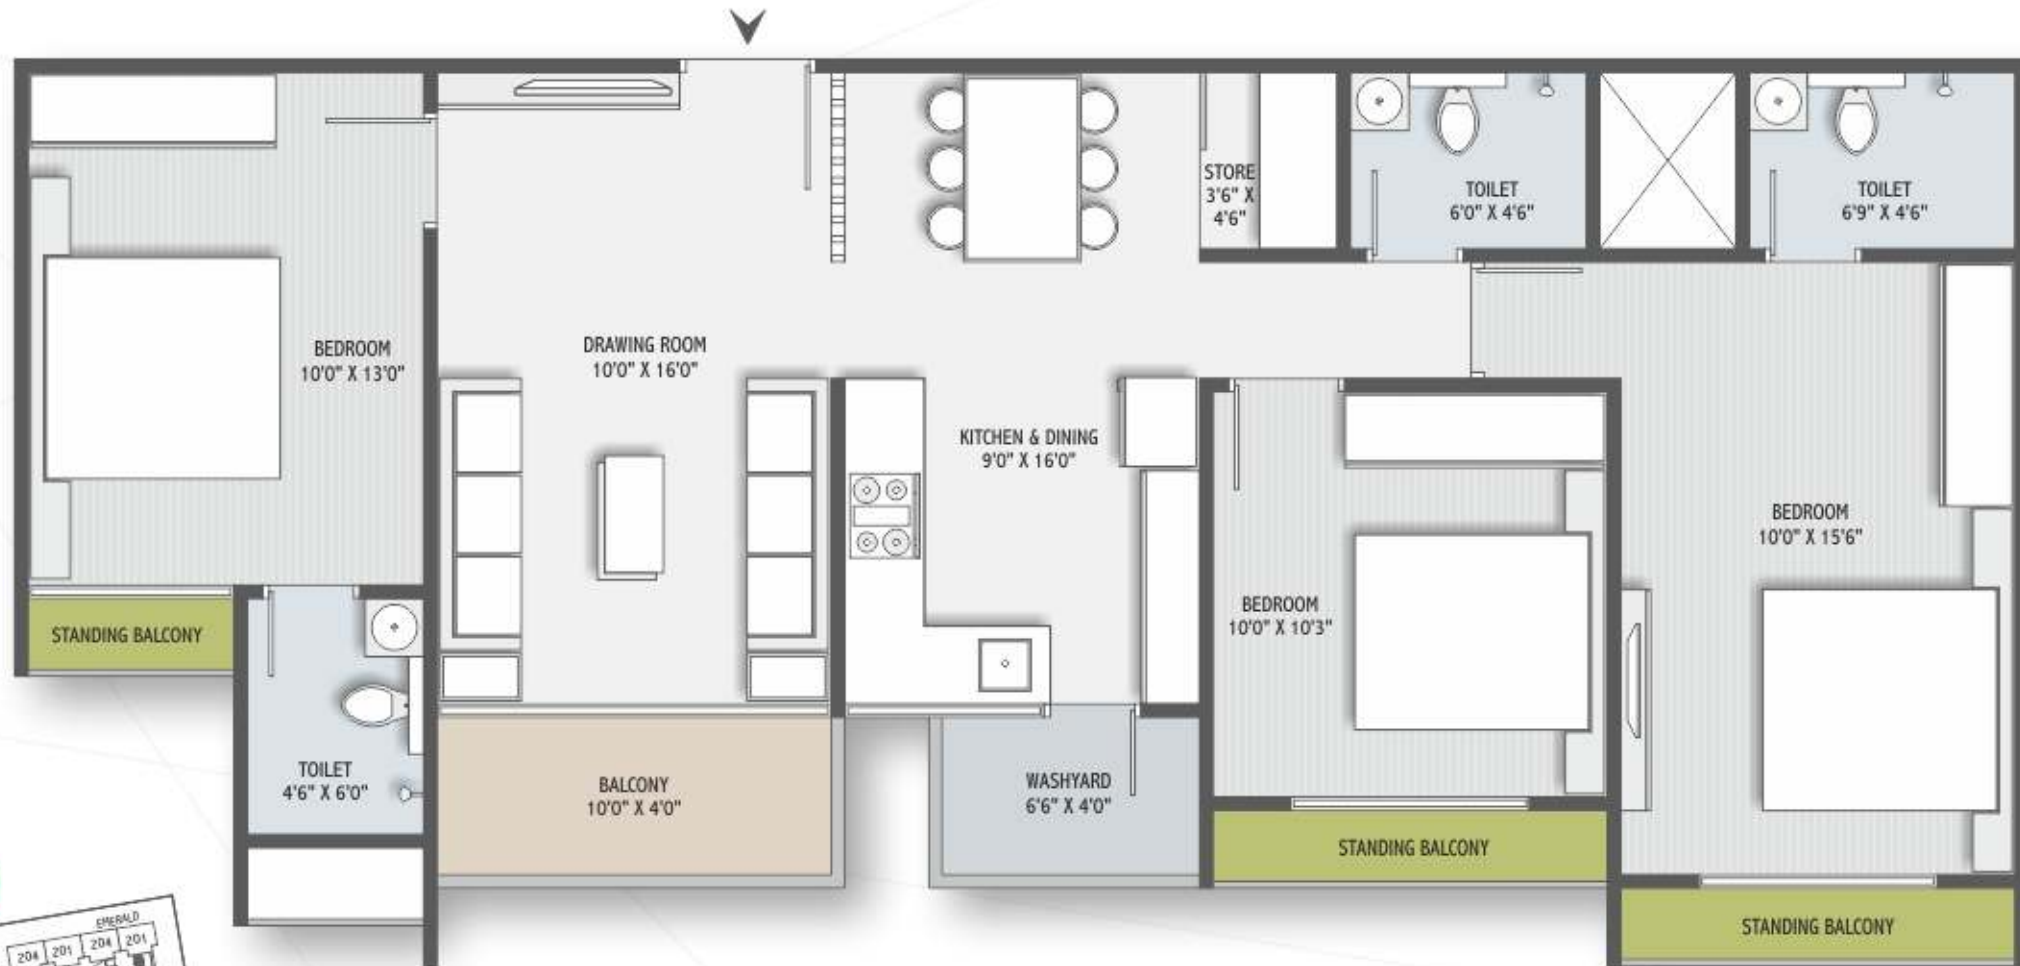 STORE
3'6" X
4'6"
TOILET
6'0" X 4'6"
TOILET
6'9" X 4'6"
BEDROOM
10'0" X 13'0"
DRAWING ROOM
10'0" X 16'0"
KITCHEN & DINING
9'0" X 16'0"
BEDROOM
10'0" X 15'6"
BEDROOM
10'0" X 10'3"
STANDING BALCONY
TOILET
4'6" X 6'0"
BALCONY
10'0" X 4'0"
WASHYARD
6'6" X 4'0"
STANDING BALCONY
STANDING BALCONY
EMERALD
204 201 204 201